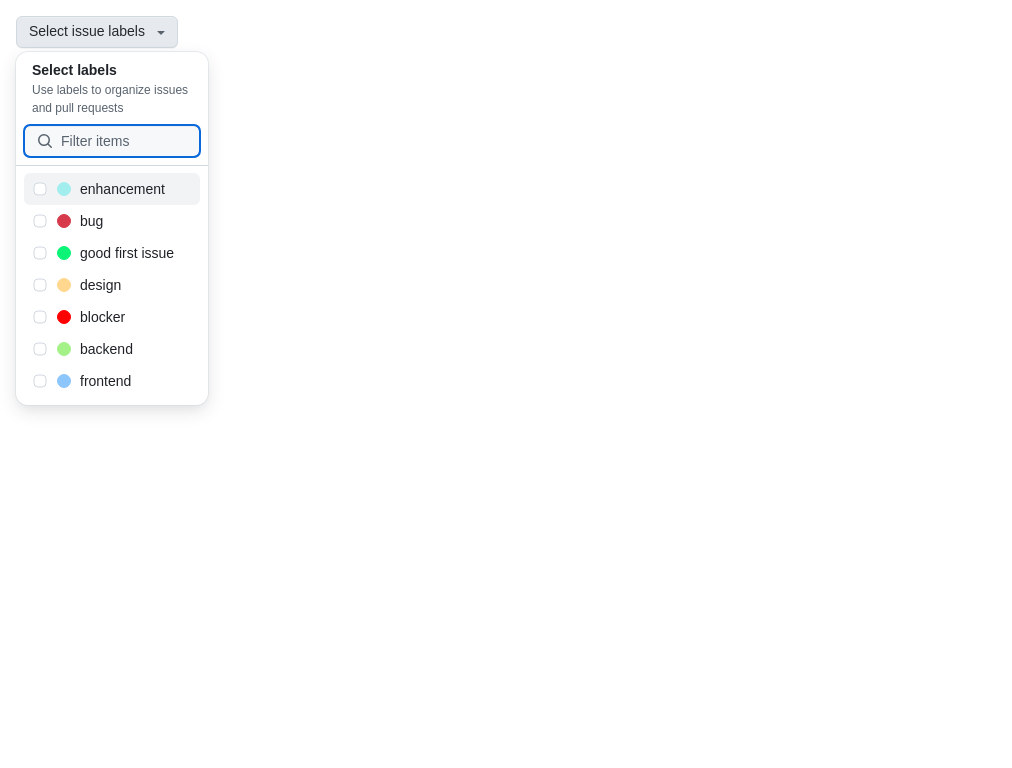 Select issue labels
Select labels
Use labels to organize issues
and pull requests
Filter items
enhancement
bug
good first issue
design
blocker
backend
frontend